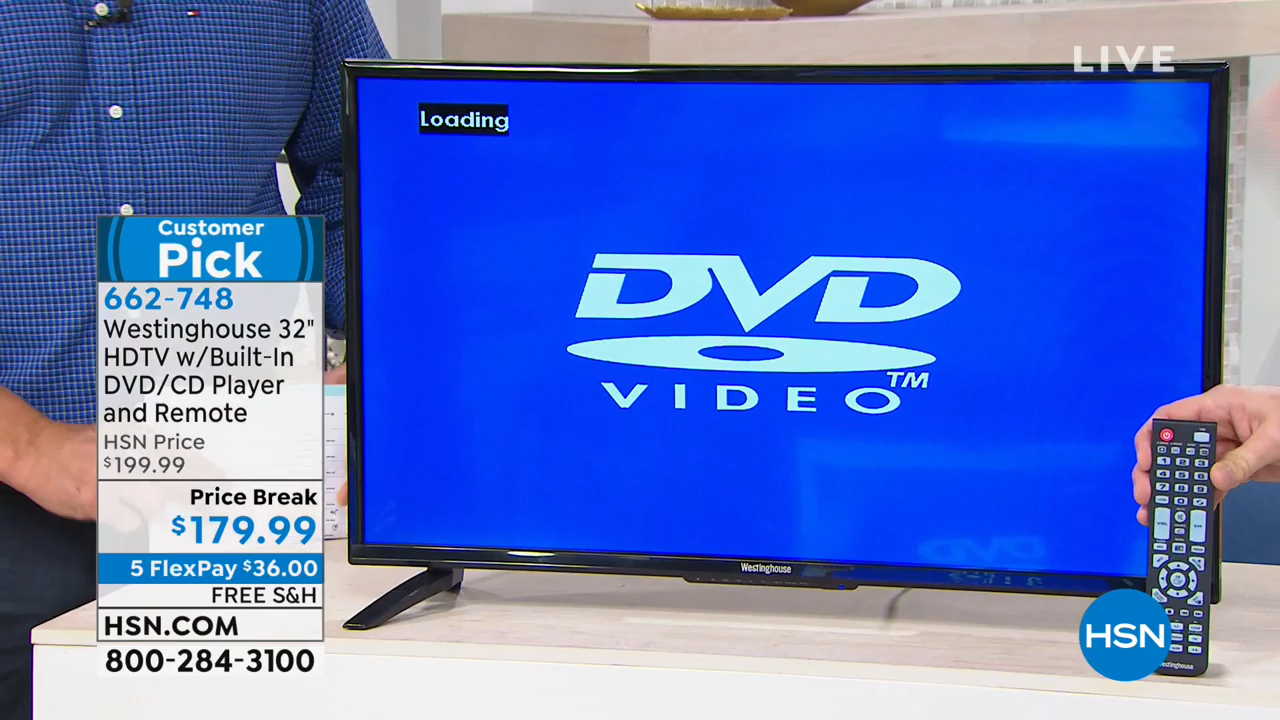 LIVE
Loading
DVD
VIDEO™
Customer
Pick
662-748
Westinghouse 32"
HDTV w/Built-In
DVD/CD Player
and Remote
HSN Price
$199.99
Price Break
$179.99
5 FlexPay $36.00
FREE S&H
HSN.COM
800-284-3100
Westinghouse
HSN
Westinghouse